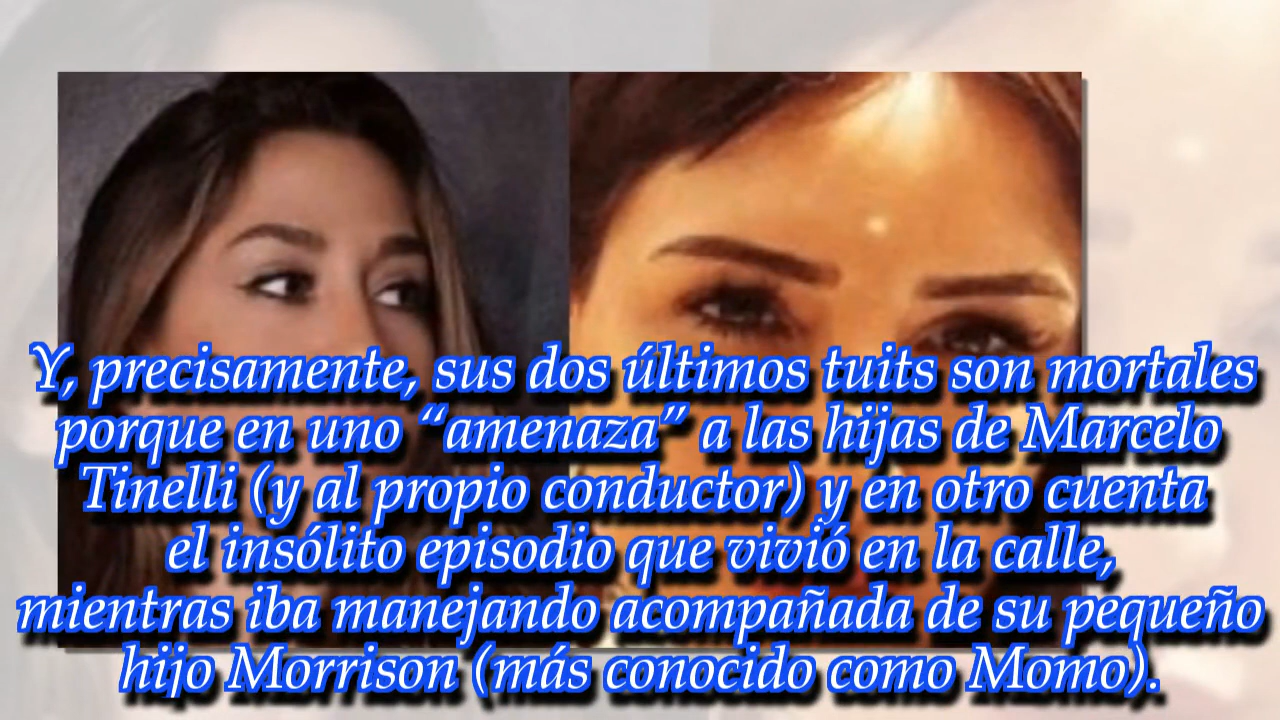 Y, precisamente, sus dos últimos tuits son mortales
porque en uno “amenaza” a las hijas de Marcelo
Tinelli (y al propio conductor) y en otro cuenta
el insólito episodio que vivió en la calle,
mientras iba manejando acompañada de su pequeño
hijo Morrison (más conocido como Momo).